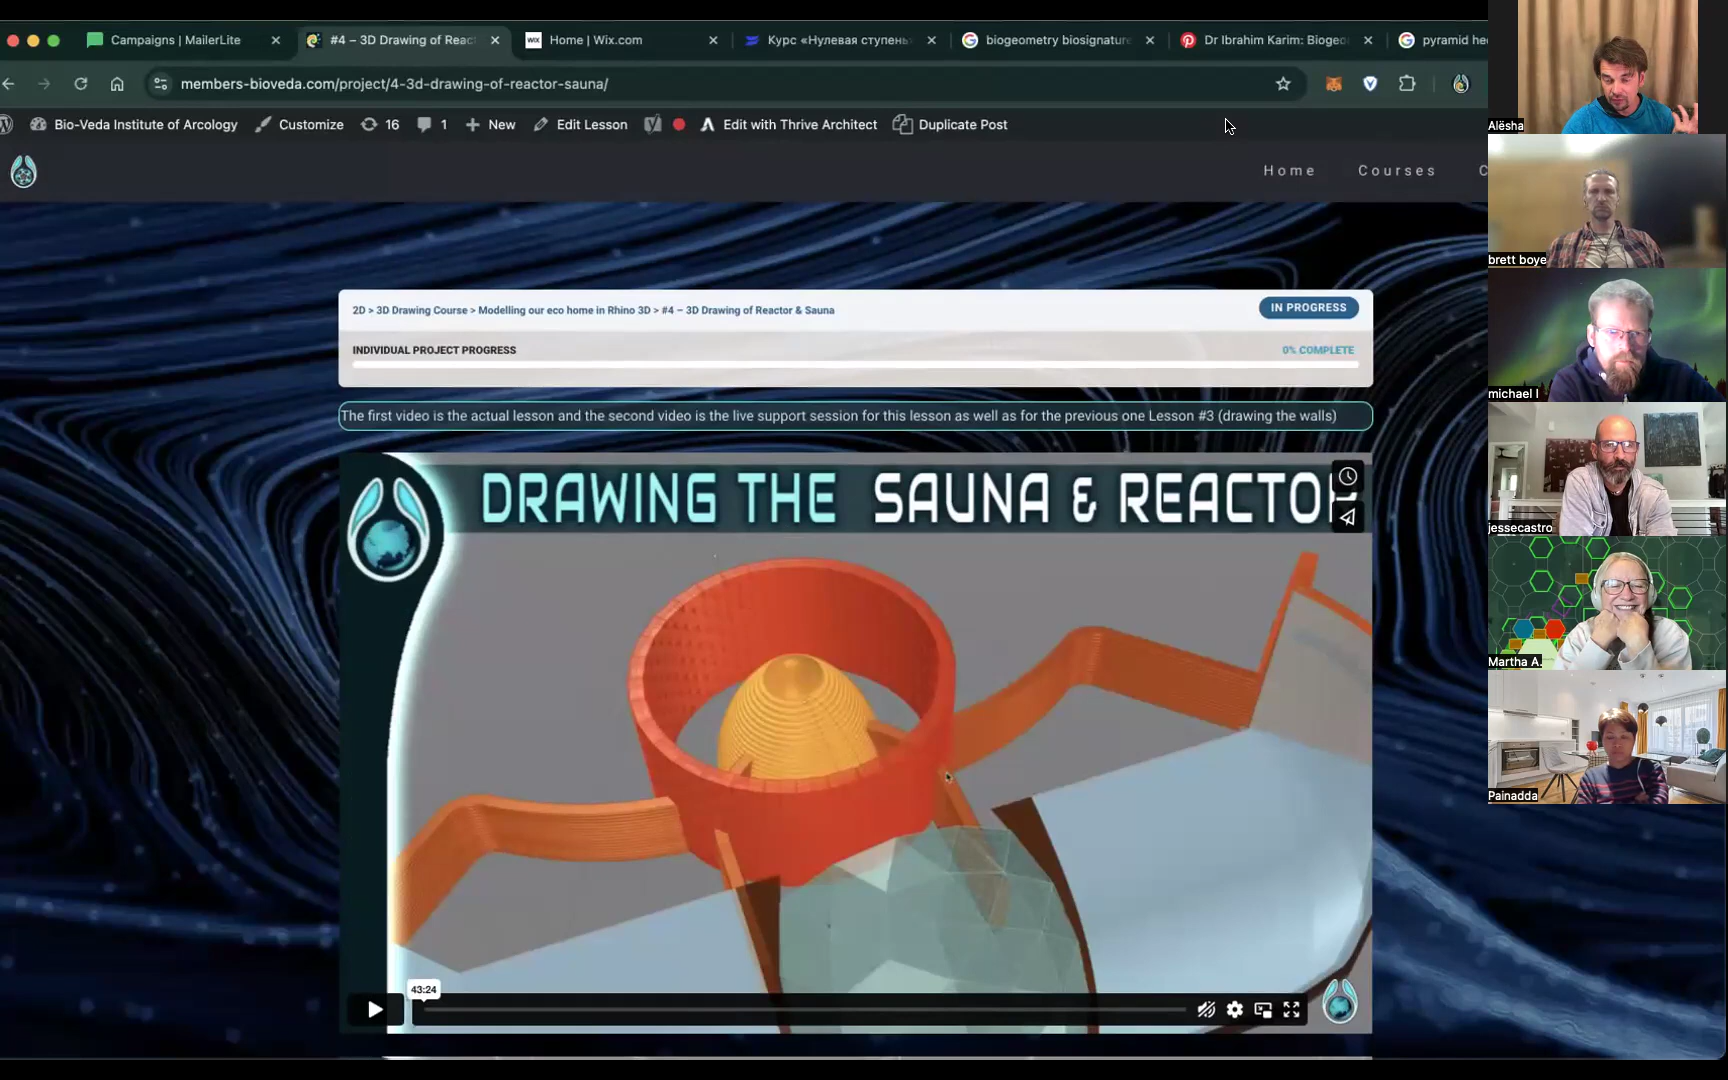 Campaigns | MailerLite
#4 – 3D Drawing of Reac
WIX
Home | Wix.com
Курс «Нулевая ступень
biogeometry biosignature
Dr Ibrahim Karim: Biogeo
pyramid he
members-bioveda.com/project/4-3d-drawing-of-reactor-sauna/
Bio-Veda Institute of Arcology
Customize
16
1
New
Edit Lesson
Edit with Thrive Architect
Duplicate Post
Home
Courses
C
2D > 3D Drawing Course > Modelling our eco home in Rhino 3D > #4 – 3D Drawing of Reactor & Sauna
IN PROGRESS
INDIVIDUAL PROJECT PROGRESS
0% COMPLETE
The first video is the actual lesson and the second video is the live support session for this lesson as well as for the previous one Lesson #3 (drawing the walls)
DRAWING THE SAUNA & REACTOR
43:24
Alësha
brett boye
michael l
jessecastro
Martha A.
Painadda